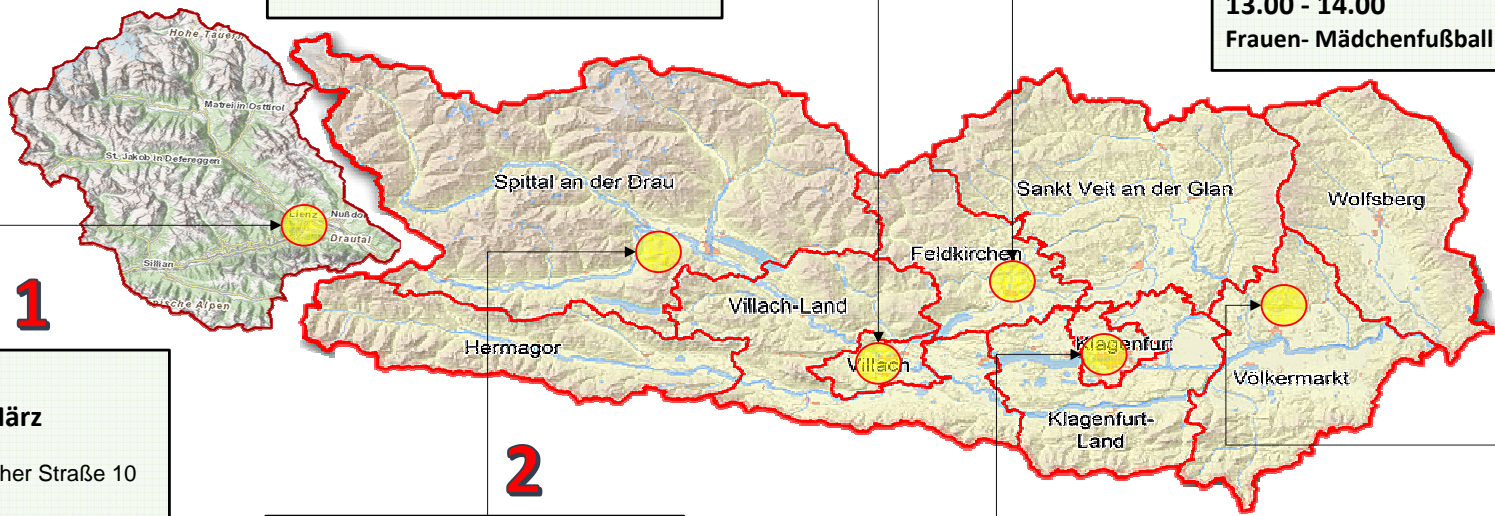 13.00 - 14.00
Frauen- Mädchenfußball
Hohe Tauern
Matrei in Osttirol
St. Jakob in Defereggen
Spittal an der Drau
Sankt Veit an der Glan
Wolfsberg
Lienz
Drautal
Sillian
Feldkirchen
Villach-Land
1
Hermagor
Villach
Klagenfurt
Völkermarkt
Klagenfurt-
Land
2
her Straße 10